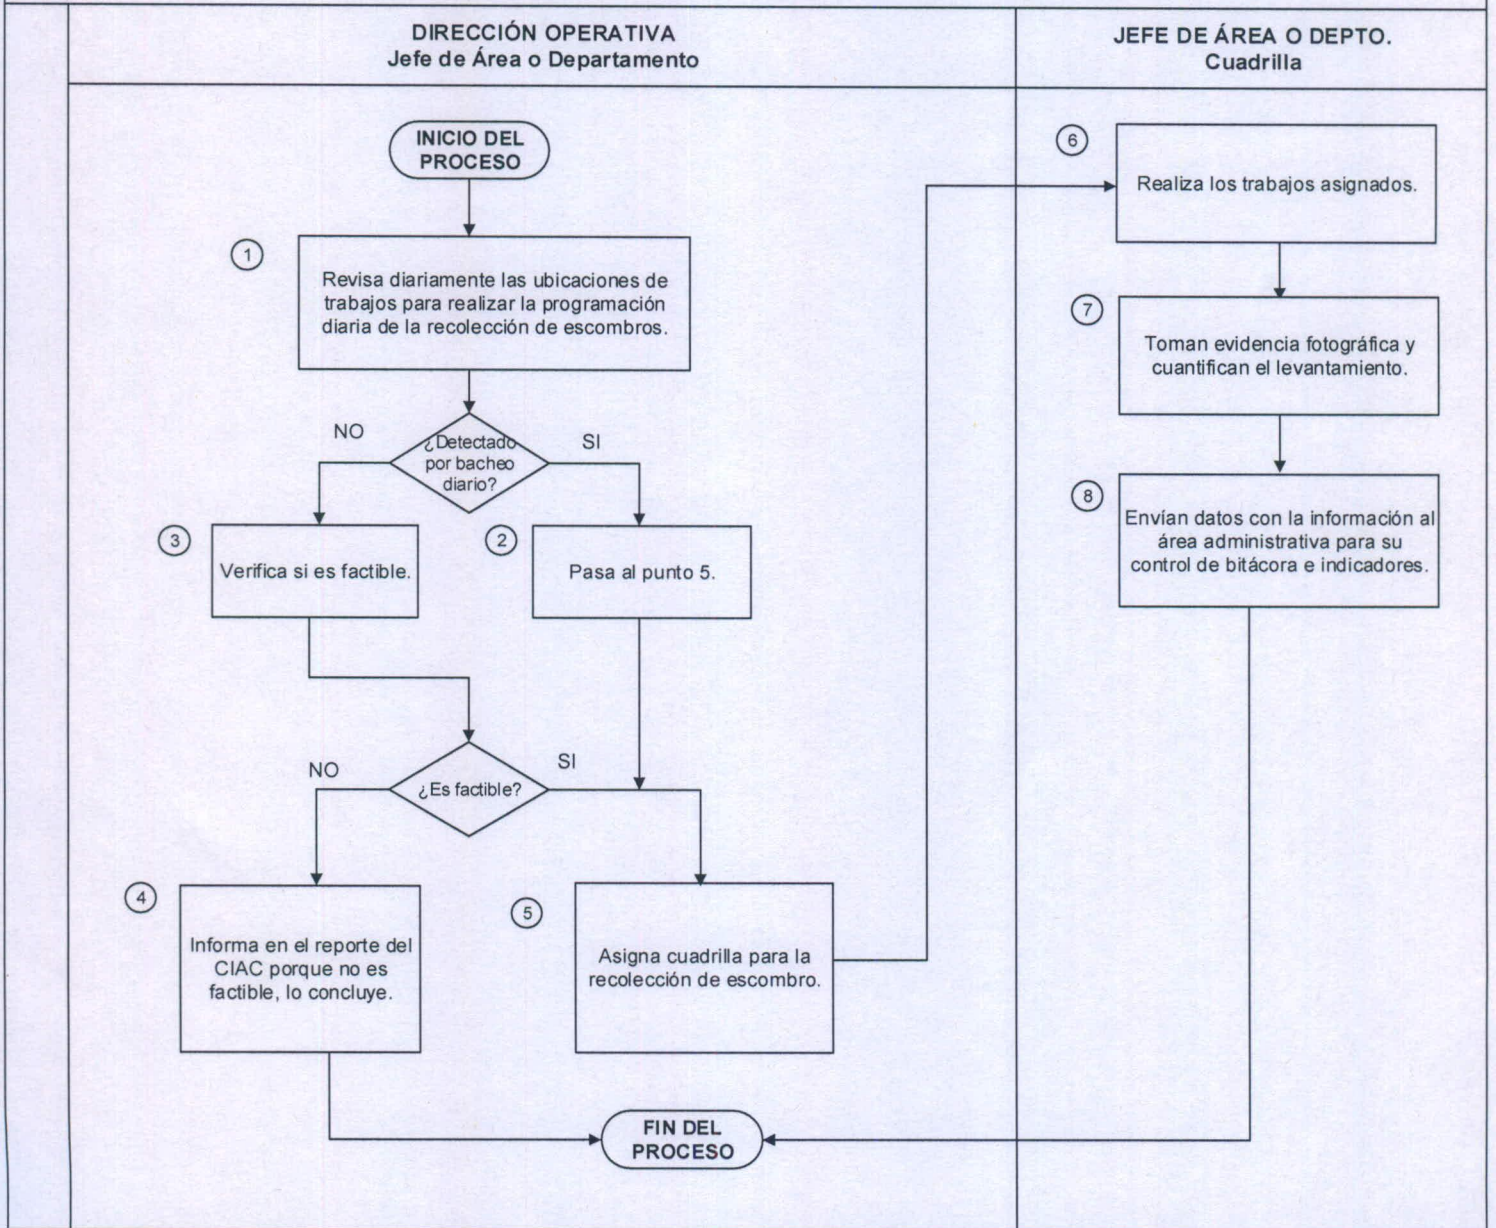 DIRECCIÓN OPERATIVA
Jefe de Área o Departamento
JEFE DE ÁREA O DEPTO.
Cuadrilla
INICIO DEL
PROCESO
1
Revisa diariamente las ubicaciones de
trabajos para realizar la programación
diaria de la recolección de escombros.
NO
¿Detectado
por bacheo
diario?
SI
3
Verifica si es factible.
2
Pasa al punto 5.
NO
¿Es factible?
SI
4
Informa en el reporte del
CIAC porque no es
factible, lo concluye.
5
Asigna cuadrilla para la
recolección de escombro.
6
Realiza los trabajos asignados.
7
Toman evidencia fotográfica y
cuantifican el levantamiento.
8
Envían datos con la información al
área administrativa para su
control de bitácora e indicadores.
FIN DEL
PROCESO